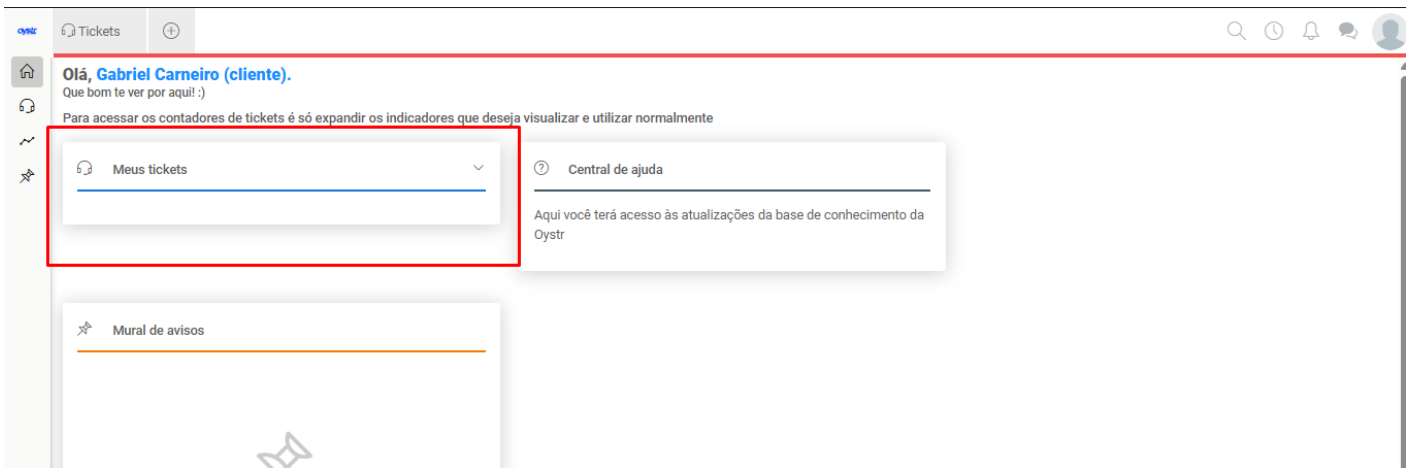 oystr
Tickets
Olá, Gabriel Carneiro (cliente).
Que bom te ver por aqui! :)
Para acessar os contadores de tickets é só expandir os indicadores que deseja visualizar e utilizar normalmente
Meus tickets
Central de ajuda
Aqui você terá acesso às atualizações da base de conhecimento da
Oystr
Mural de avisos